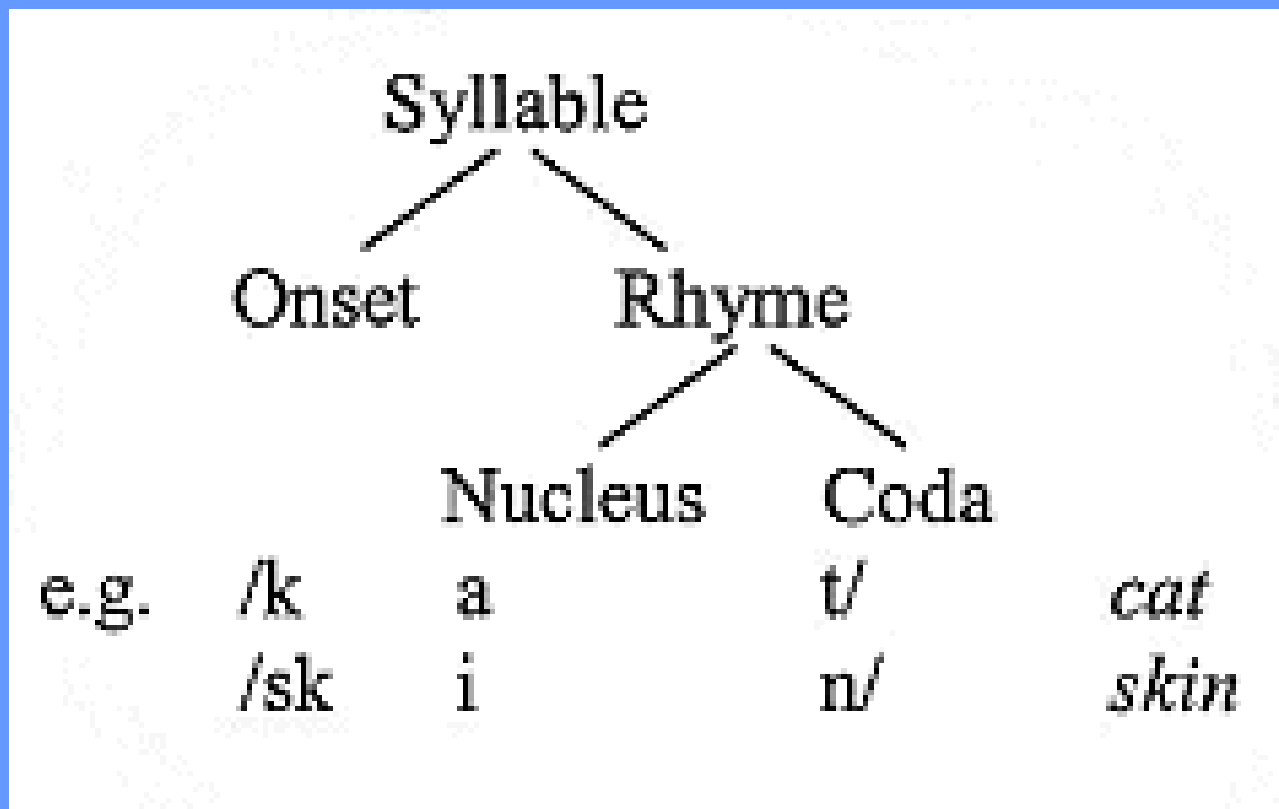 Syllable
Onset Rhyme
Nucleus Coda
e.g. /k a t/ cat
/sk i n/ skin